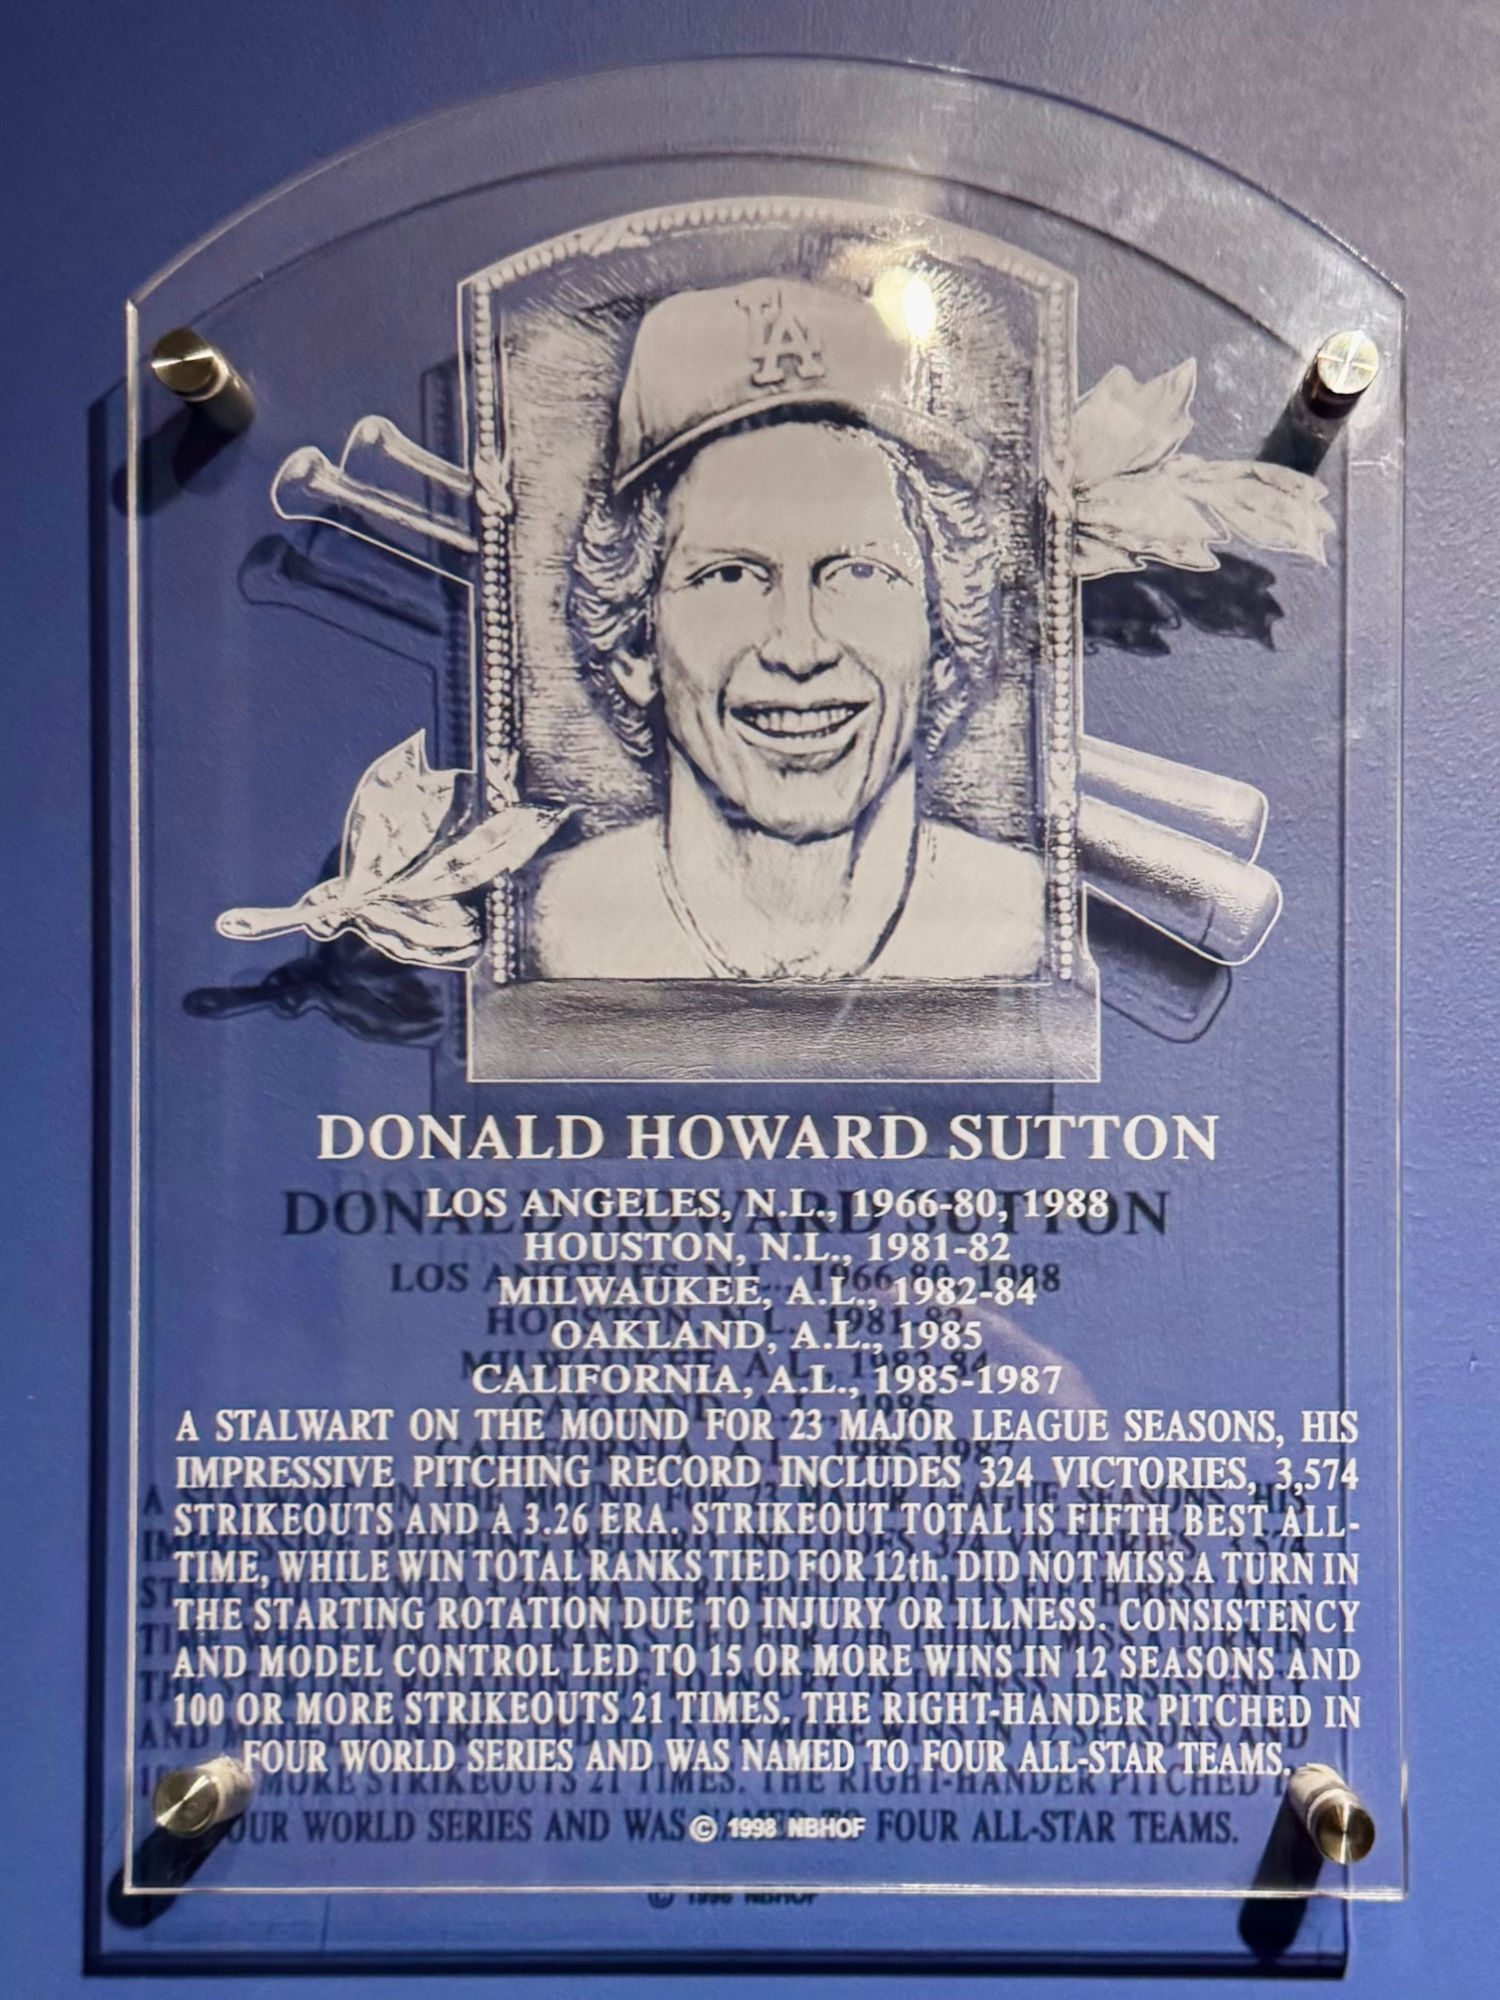 LA
DONALD HOWARD SUTTON
LOS ANGELES, N.L., 1966-80, 1988
HOUSTON, N.L., 1981-82
MILWAUKEE, A.L., 1982-84
OAKLAND, A.L., 1985
CALIFORNIA, A.L., 1985-1987
A STALWART ON THE MOUND FOR 23 MAJOR LEAGUE SEASONS, HIS
IMPRESSIVE PITCHING RECORD INCLUDES 324 VICTORIES, 3,574
STRIKEOUTS AND A 3.26 ERA. STRIKEOUT TOTAL IS FIFTH BEST ALL-
TIME, WHILE WIN TOTAL RANKS TIED FOR 12th. DID NOT MISS A TURN IN
THE STARTING ROTATION DUE TO INJURY OR ILLNESS. CONSISTENCY
AND MODEL CONTROL LED TO 15 OR MORE WINS IN 12 SEASONS AND
100 OR MORE STRIKEOUTS 21 TIMES. THE RIGHT-HANDER PITCHED IN
FOUR WORLD SERIES AND WAS NAMED TO FOUR ALL-STAR TEAMS.
© 1998 NBHOF